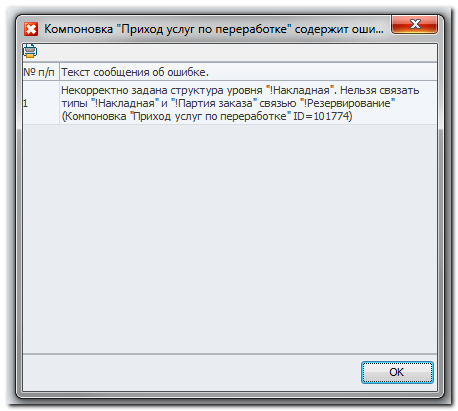 Компоновка "Приход услуг по переработке" содержит оши...
№ п/п Текст сообщения об ошибке.
Некорректно задана структура уровня "!Накладная". Нельзя связать
1 типы "!Накладная" и "!Партия заказа" связью "!Резервирование"
(Компоновка "Приход услуг по переработке" ID=101774)
OK